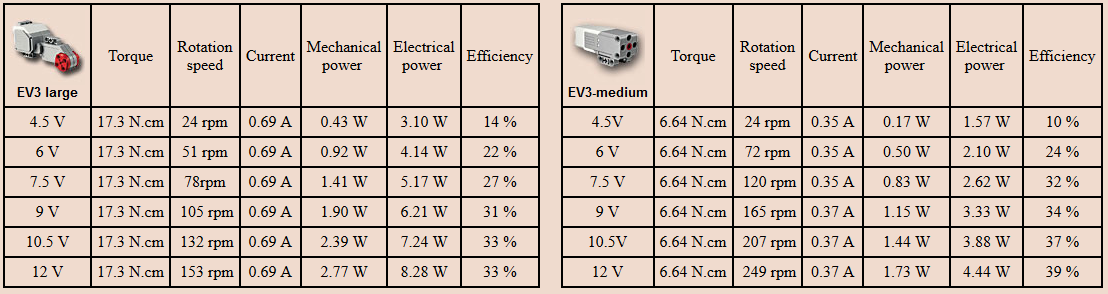 EV3 large Torque Rotation speed Current Mechanical power Electrical power Efficiency
4.5 V 17.3 N.cm 24 rpm 0.69 A 0.43 W 3.10 W 14 %
6 V 17.3 N.cm 51 rpm 0.69 A 0.92 W 4.14 W 22 %
7.5 V 17.3 N.cm 78rpm 0.69 A 1.41 W 5.17 W 27 %
9 V 17.3 N.cm 105 rpm 0.69 A 1.90 W 6.21 W 31 %
10.5 V 17.3 N.cm 132 rpm 0.69 A 2.39 W 7.24 W 33 %
12 V 17.3 N.cm 153 rpm 0.69 A 2.77 W 8.28 W 33 %
EV3-medium Torque Rotation speed Current Mechanical power Electrical power Efficiency
4.5V 6.64 N.cm 24 rpm 0.35 A 0.17 W 1.57 W 10 %
6 V 6.64 N.cm 72 rpm 0.35 A 0.50 W 2.10 W 24 %
7.5 V 6.64 N.cm 120 rpm 0.35 A 0.83 W 2.62 W 32 %
9 V 6.64 N.cm 165 rpm 0.37 A 1.15 W 3.33 W 34 %
10.5V 6.64 N.cm 207 rpm 0.37 A 1.44 W 3.88 W 37 %
12 V 6.64 N.cm 249 rpm 0.37 A 1.73 W 4.44 W 39 %